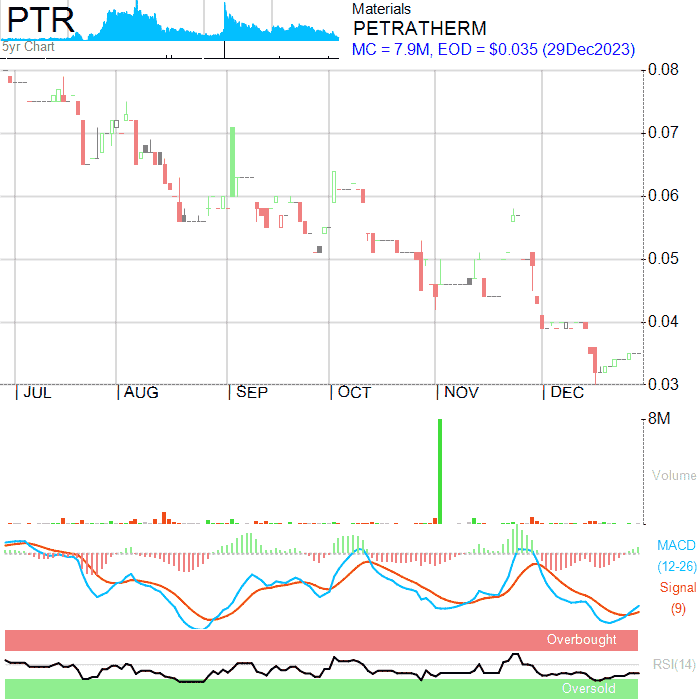 PTR
5yr Chart
Materials
PETRATHERM
MC = 7.9M, EOD = $0.035 (29Dec2023)
0.08
0.07
0.06
0.05
0.04
0.03
JUL AUG SEP OCT NOV DEC
8M
Volume
MACD
(12-26)
Signal
(9)
Overbought
RSI(14)
Oversold